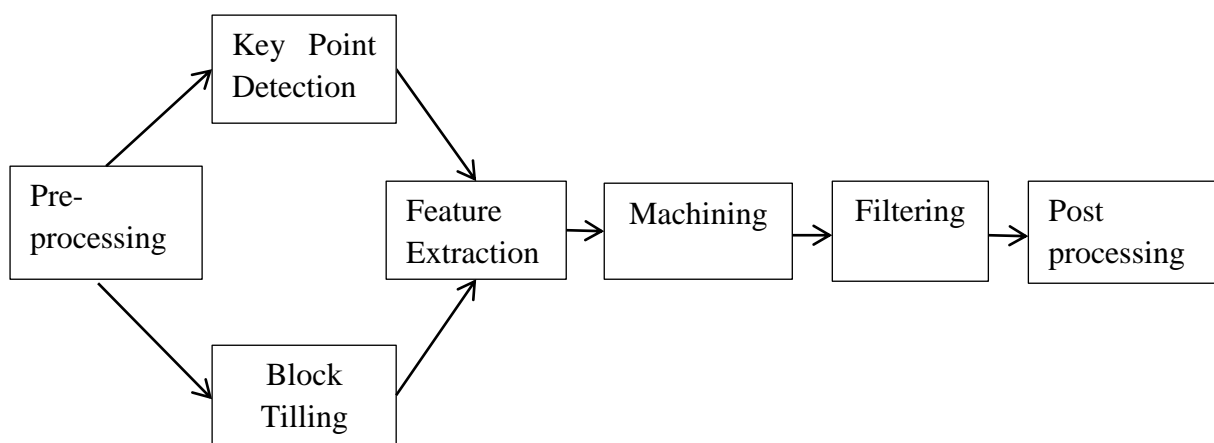 Key Point
Detection
Pre-
processing
Feature
Extraction
Machining
Filtering
Post
processing
Block
Tilling